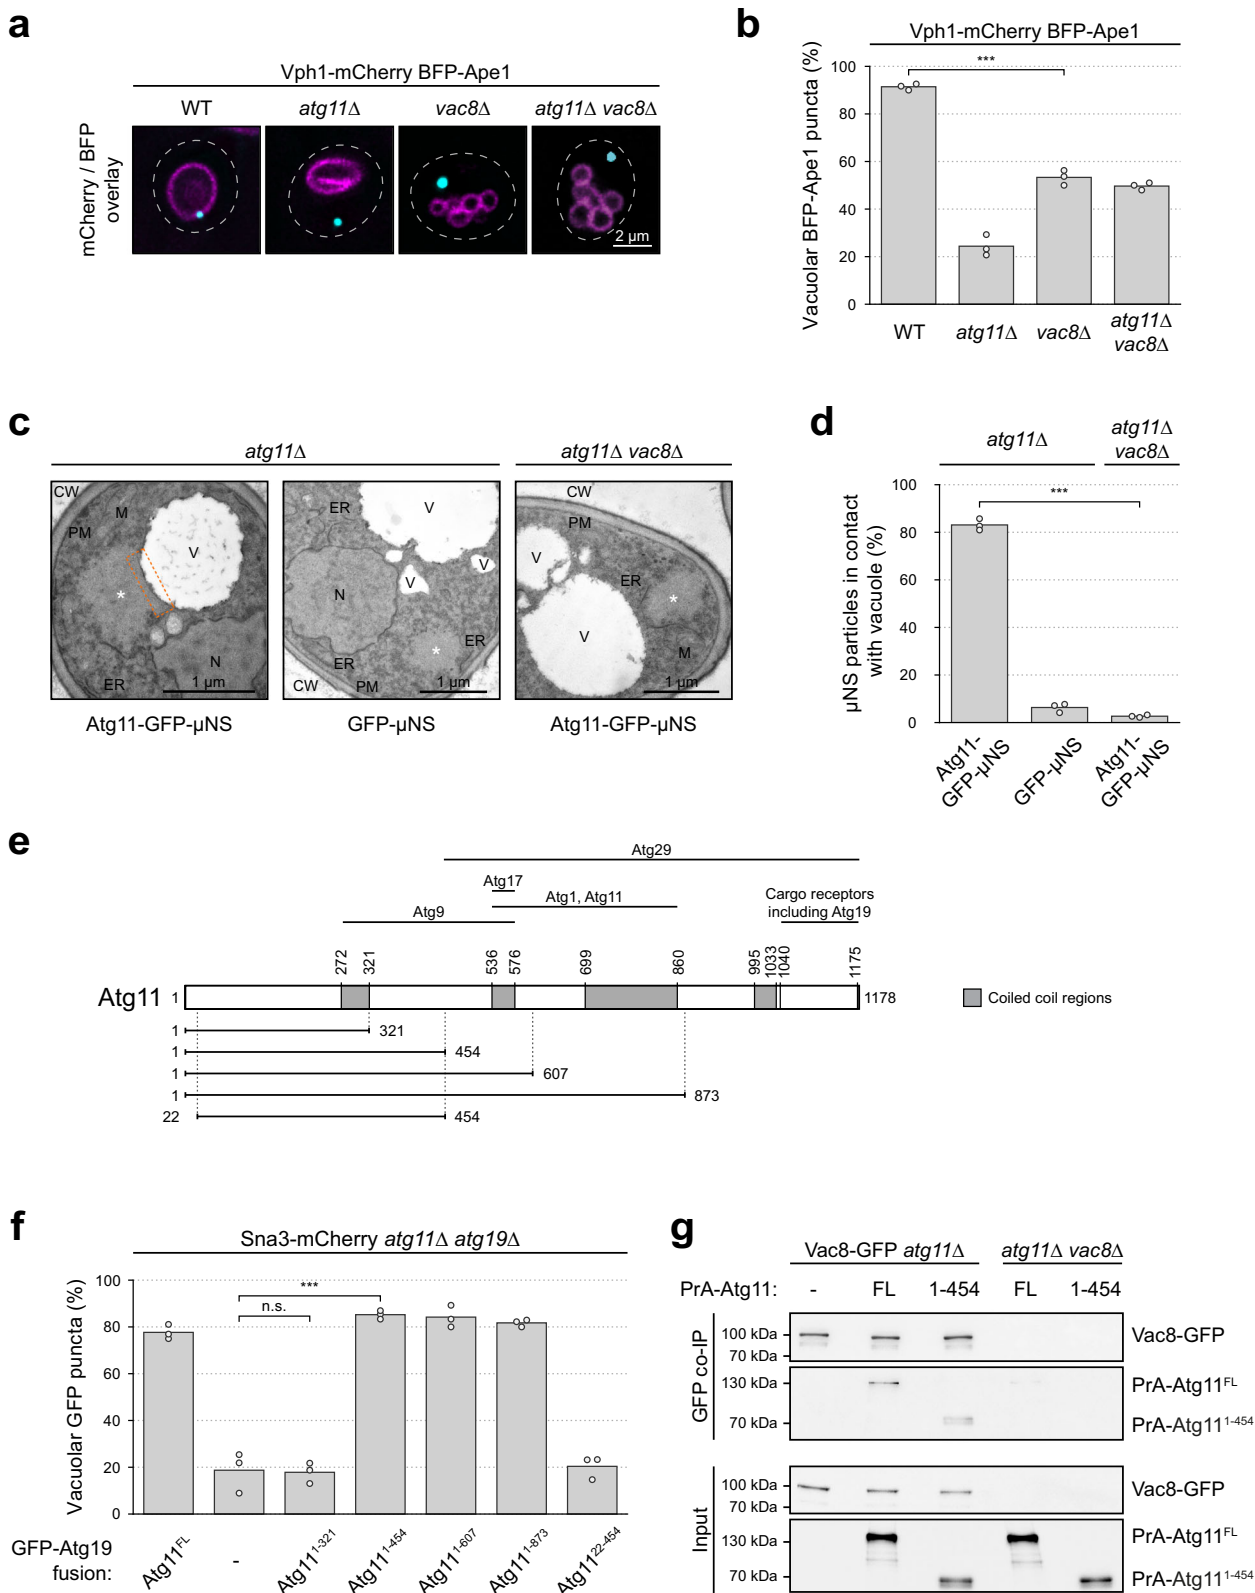 a
Vph1-mCherry BFP-Ape1
WT
atg11Δ
vac8Δ
atg11Δ vac8Δ
mCherry / BFP
overlay
2 µm
b
Vph1-mCherry BFP-Ape1
Vacuolar BFP-Ape1 puncta (%)
100
80
60
40
20
0
***
WT
atg11Δ
vac8Δ
atg11Δ
vac8Δ
c
atg11Δ
atg11Δ vac8Δ
CW
M
PM
V
*
N
ER
1 µm
ER
V
V
V
N
*
ER
ER
CW
PM
1 µm
CW
PM
V
ER
*
V
M
1 µm
Atg11-GFP-µNS
GFP-µNS
Atg11-GFP-µNS
d
atg11Δ
atg11Δ
vac8Δ
µNS particles in contact
with vacuole (%)
100
80
60
40
20
0
***
Atg11-
GFP-µNS
GFP-µNS
Atg11-
GFP-µNS
e
Atg29
Atg17
Atg1, Atg11
Cargo receptors
including Atg19
Atg9
272
321
536
576
699
860
995
1033
1040
1175
Atg11
1
1178
Coiled coil regions
1
321
1
454
1
607
1
873
22
454
f
Sna3-mCherry atg11Δ atg19Δ
Vacuolar GFP puncta (%)
100
80
60
40
20
0
***
n.s.
GFP-Atg19
fusion:
Atg11FL
-
Atg111-321
Atg111-454
Atg111-607
Atg111-873
Atg1122-454
g
Vac8-GFP atg11Δ
atg11Δ vac8Δ
PrA-Atg11:
-
FL
1-454
FL
1-454
GFP co-IP
100 kDa
70 kDa
Vac8-GFP
130 kDa
70 kDa
PrA-Atg11FL
PrA-Atg111-454
Input
100 kDa
70 kDa
Vac8-GFP
130 kDa
70 kDa
PrA-Atg11FL
PrA-Atg111-454